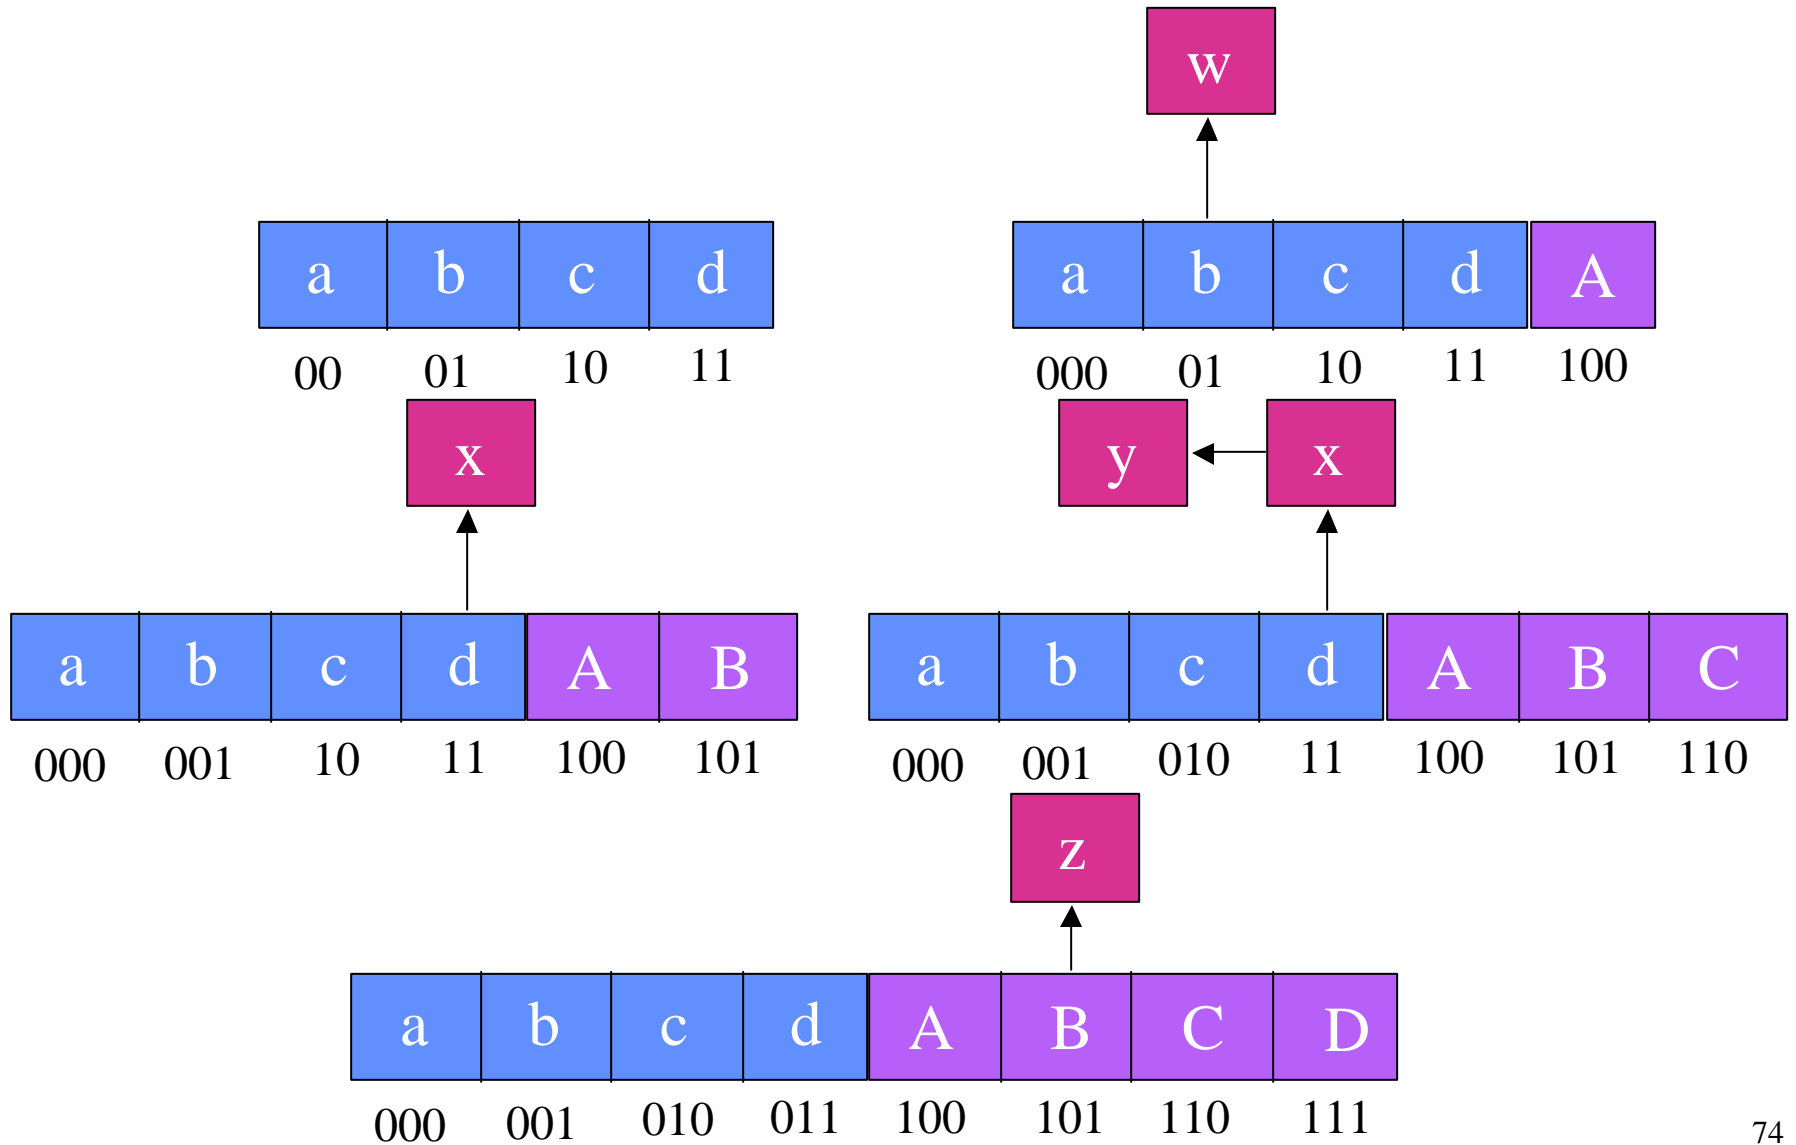 w
a b c d
00 01 10 11
a b c d A
000 01 10 11 100
x
y x
a b c d A B
000 001 10 11 100 101
a b c d A B C
000 001 010 11 100 101 110
z
a b c d A B C D
000 001 010 011 100 101 110 111
74